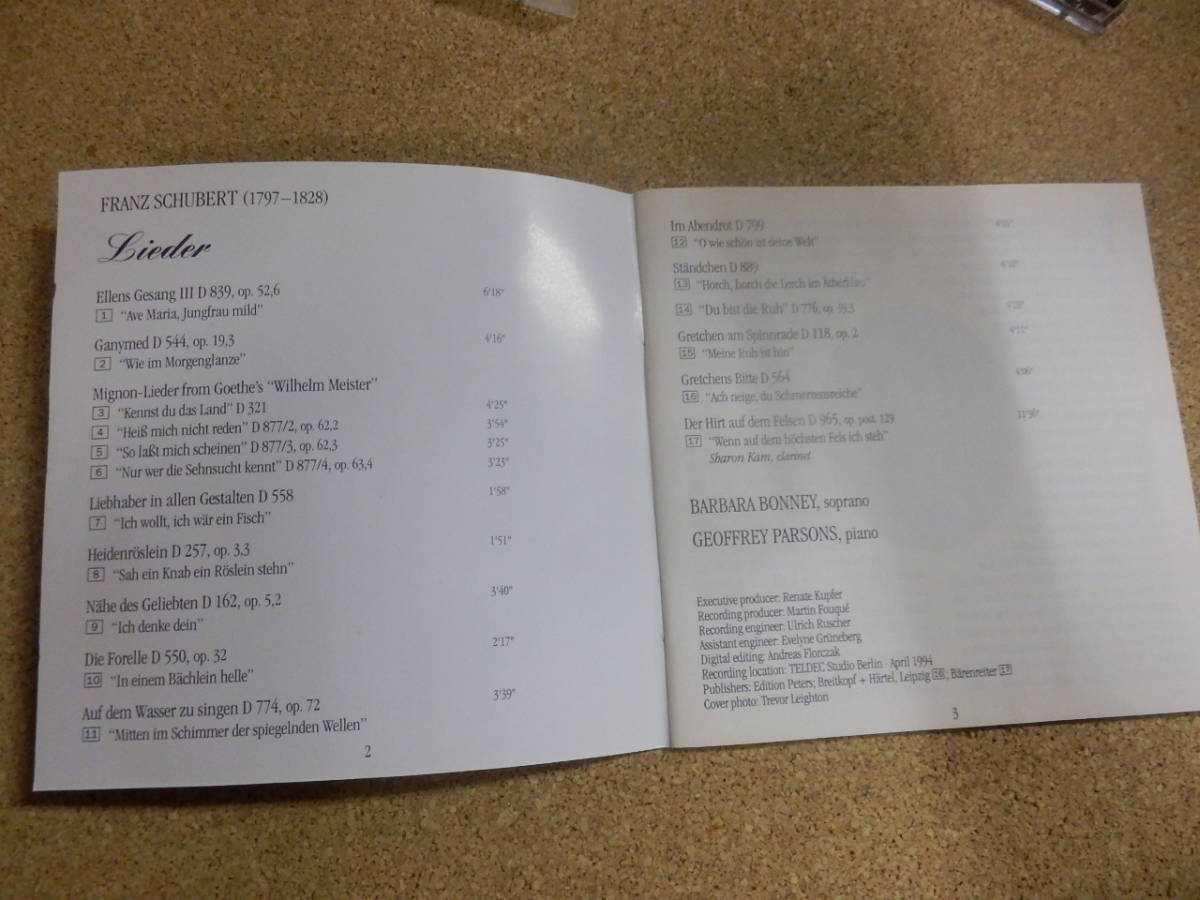 FRANZ SCHUBERT (1797–1828)
Lieder
Ellens Gesang III D 839, op. 52,6 6'18"
1 "Ave Maria, Jungfrau mild"
Ganymed D 544, op. 19,3 4'16"
2 "Wie im Morgenglanze"
Mignon-Lieder from Goethe's "Wilhelm Meister"
3 "Kennst du das Land" D 321 4'25"
4 "Heiß mich nicht reden" D 877/2, op. 62,2 3'54"
5 "So laßt mich scheinen" D 877/3, op. 62,3 3'25"
6 "Nur wer die Sehnsucht kennt" D 877/4, op. 63,4 3'23"
Liebhaber in allen Gestalten D 558 1'58"
7 "Ich wollt, ich wär ein Fisch"
Heidenröslein D 257, op. 3,3 1'51"
8 "Sah ein Knab ein Röslein stehn"
Nähe des Geliebten D 162, op. 5,2 3'40"
9 "Ich denke dein"
Die Forelle D 550, op. 32 2'17"
10 "In einem Bächlein helle"
Auf dem Wasser zu singen D 774, op. 72 3'39"
11 "Mitten im Schimmer der spiegelnden Wellen"
2
Im Abendrot D 799
12 "O wie schön ist deine Welt"
Ständchen D 889
13 "Horch, horch die Lerch im Ätherblau"
14 "Du bist die Ruh" D 776, op. 59,3
Gretchen am Spinnrade D 118, op. 2
15 "Meine Ruh ist hin"
Gretchens Bitte D 564
16 "Ach neige, du Schmerzensreiche"
Der Hirt auf dem Felsen D 965, op. post. 129
17 "Wenn auf dem höchsten Fels ich steh"
Sharon Kam, clarinet
BARBARA BONNEY, soprano
GEOFFREY PARSONS, piano
Executive producer: Renate Kupfer
Recording producer: Martin Fouqué
Recording engineer: Ulrich Ruscher
Assistant engineer: Evelyne Grüneberg
Digital editing: Andreas Florczak
Recording location: TELDEC Studio Berlin · April 1994
Publishers: Edition Peters; Breitkopf + Härtel, Leipzig 16; Bärenreiter 17
Cover photo: Trevor Leighton
3